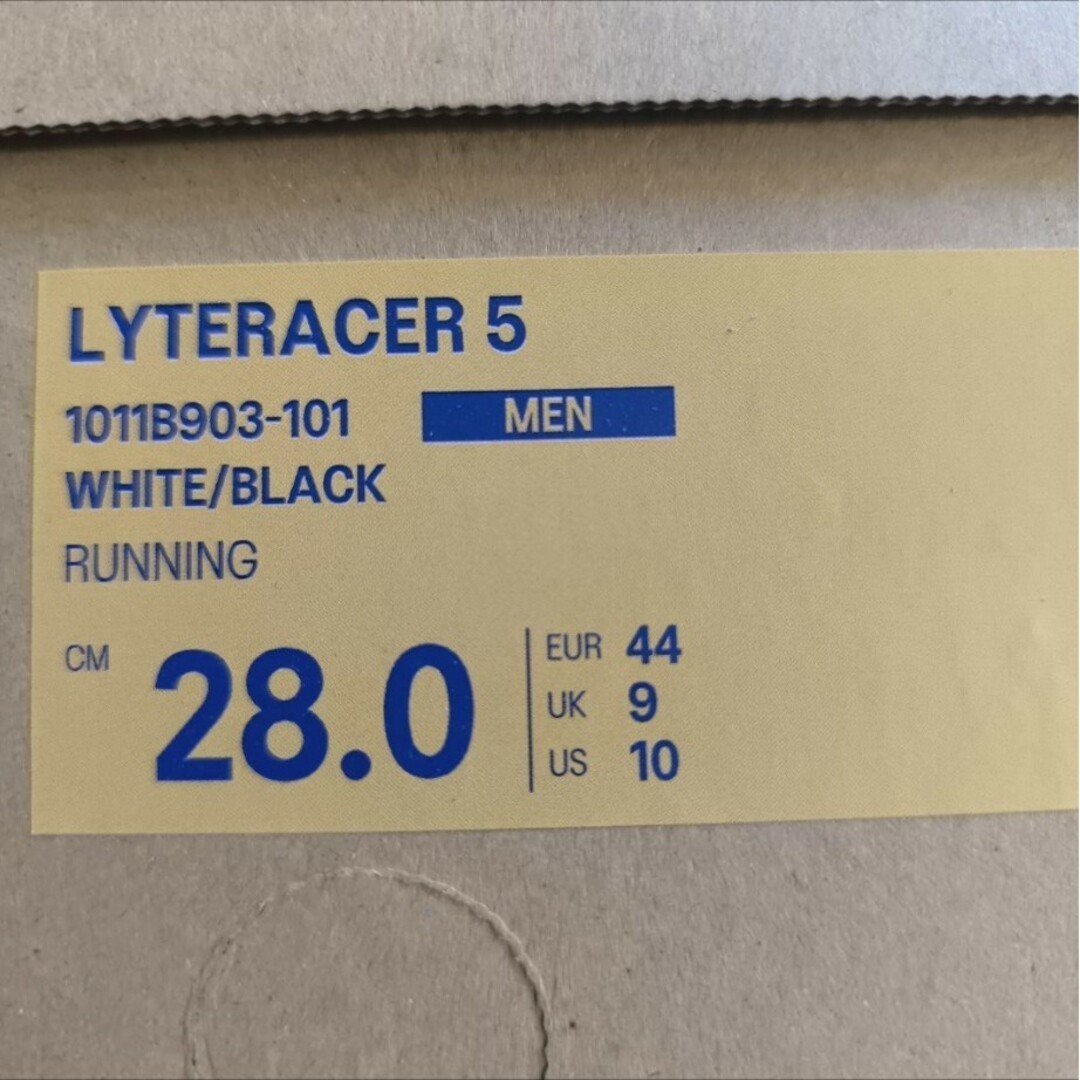 LYTERACER 5
1011B903-101 MEN
WHITE/BLACK
RUNNING
CM 28.0
EUR 44
UK 9
US 10